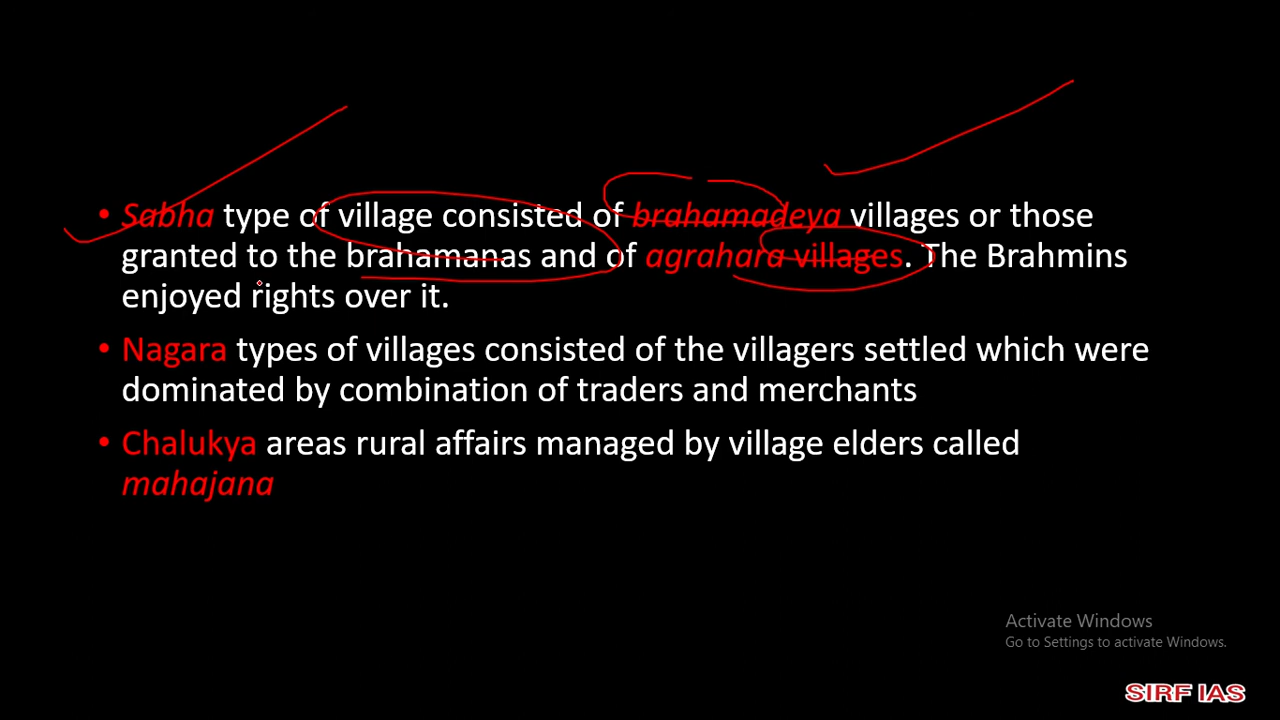 • Sabha type of village consisted of brahamadeya villages or those
granted to the brahamanas and of agrahara villages. The Brahmins
enjoyed rights over it.
• Nagara types of villages consisted of the villagers settled which were
dominated by combination of traders and merchants
• Chalukya areas rural affairs managed by village elders called
mahajana
Activate Windows
Go to Settings to activate Windows.
SIRF IAS